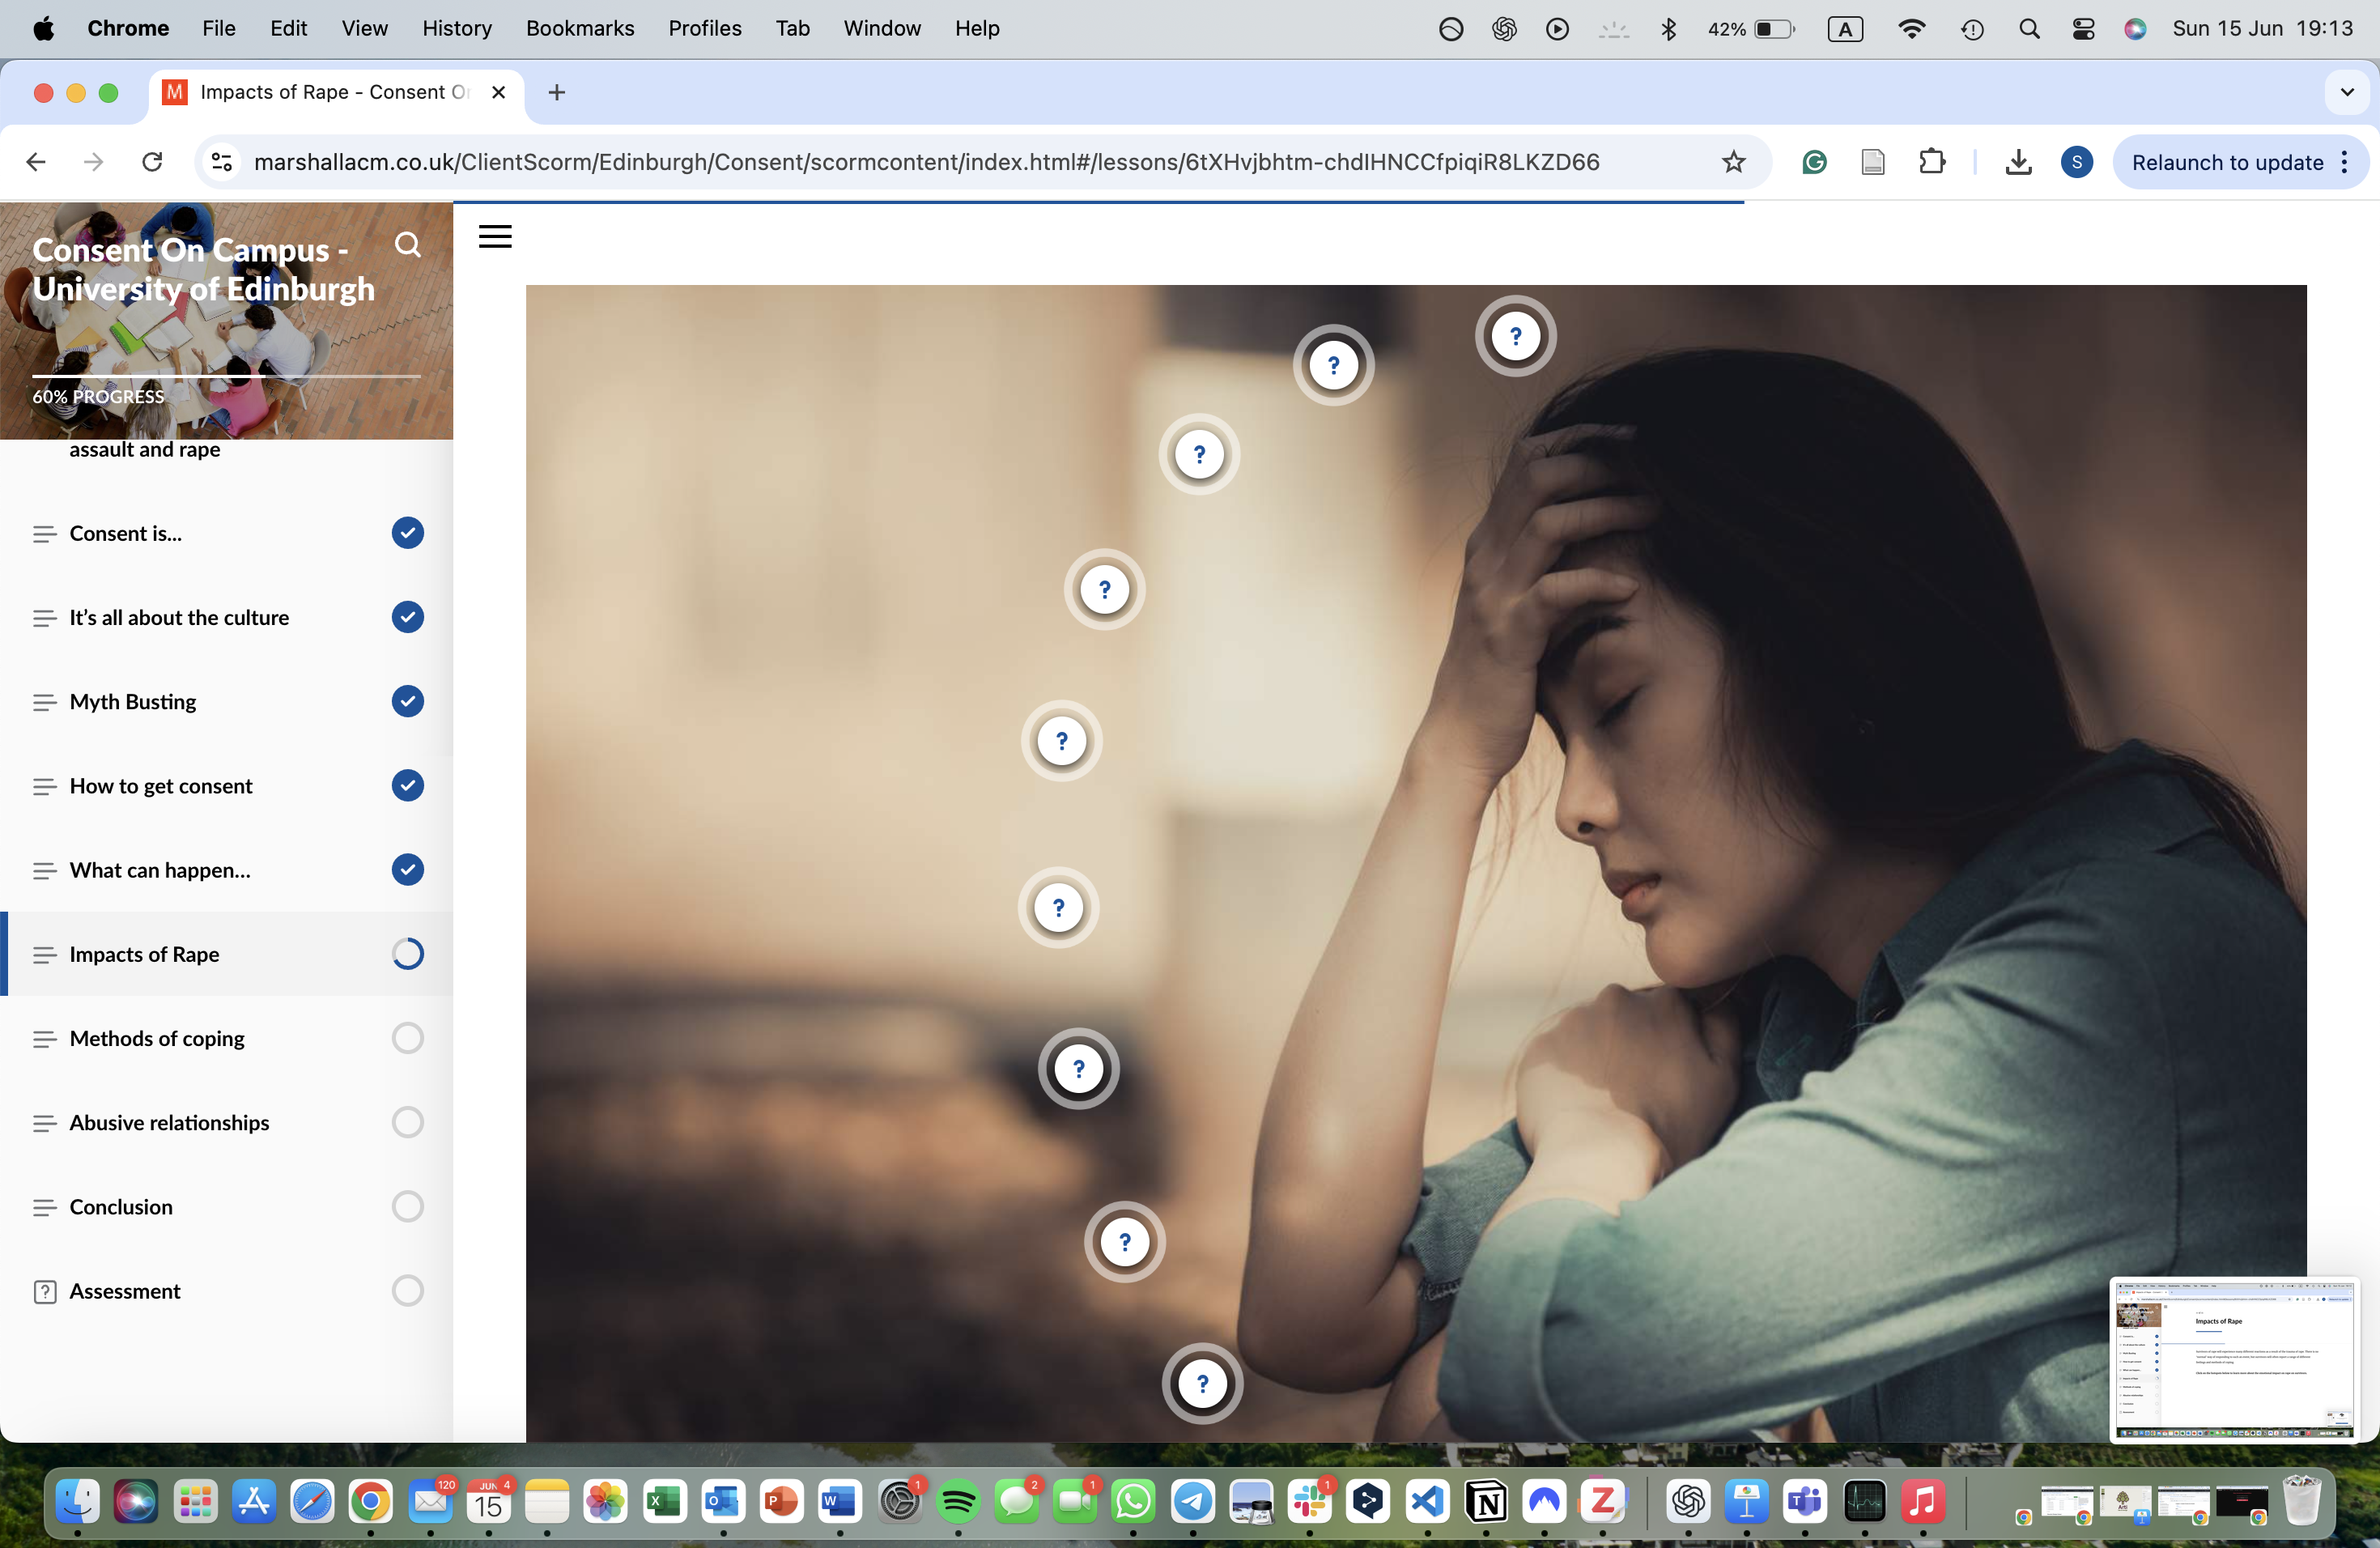 Chrome File Edit View History Bookmarks Profiles Tab Window Help 42% A Sun 15 Jun 19:13
M Impacts of Rape - Consent O
marshallacm.co.uk/ClientScorm/Edinburgh/Consent/scormcontent/index.html#/lessons/6tXHvjbhtm-chdIHNCCfpiqiR8LKZD66 S Relaunch to update
Consent On Campus -
University of Edinburgh
60% PROGRESS
assault and rape
Consent is...
It’s all about the culture
Myth Busting
How to get consent
What can happen...
Impacts of Rape
Methods of coping
Abusive relationships
Conclusion
? Assessment
?
?
?
?
?
?
?
?
?
Impacts of Rape
120 JUN 4 15 X O P W 1 2 1 1 N Z T